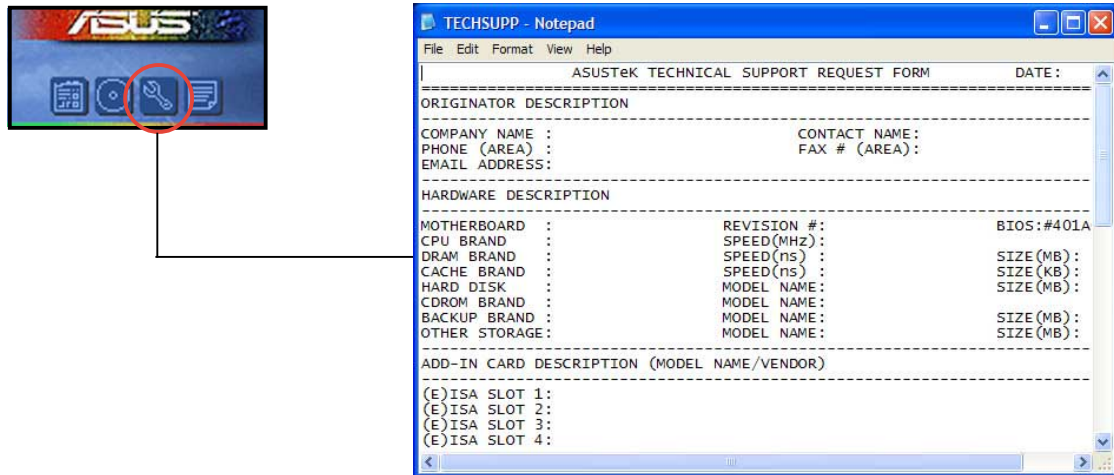 ASUS
TECHSUPP - Notepad
File Edit Format View Help
ASUSTeK TECHNICAL SUPPORT REQUEST FORM DATE:
ORIGINATOR DESCRIPTION
COMPANY NAME : CONTACT NAME:
PHONE (AREA) : FAX # (AREA):
EMAIL ADDRESS:
HARDWARE DESCRIPTION
MOTHERBOARD : REVISION #: BIOS:#401A
CPU BRAND : SPEED(MHZ):
DRAM BRAND : SPEED(ns) : SIZE(MB):
CACHE BRAND : SPEED(ns) : SIZE(KB):
HARD DISK : MODEL NAME: SIZE(MB):
CDROM BRAND : MODEL NAME:
BACKUP BRAND : MODEL NAME: SIZE(MB):
OTHER STORAGE: MODEL NAME: SIZE(MB):
ADD-IN CARD DESCRIPTION (MODEL NAME/VENDOR)
(E)ISA SLOT 1:
(E)ISA SLOT 2:
(E)ISA SLOT 3:
(E)ISA SLOT 4: